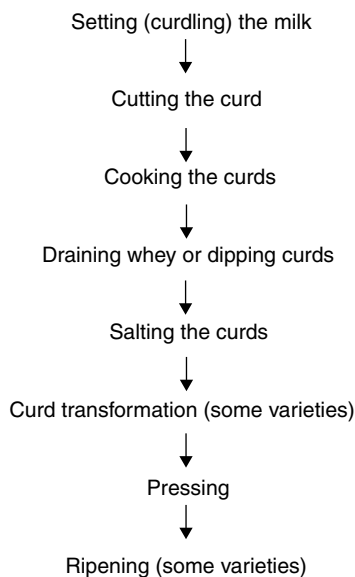 Setting (curdling) the milk
Cutting the curd
Cooking the curds
Draining whey or dipping curds
Salting the curds
Curd transformation (some varieties)
Pressing
Ripening (some varieties)